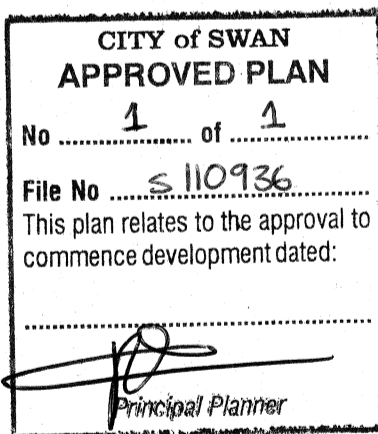 CITY of SWAN
APPROVED PLAN
No 1 of 1
File No S110936
This plan relates to the approval to
commence development dated:
Principal Planner